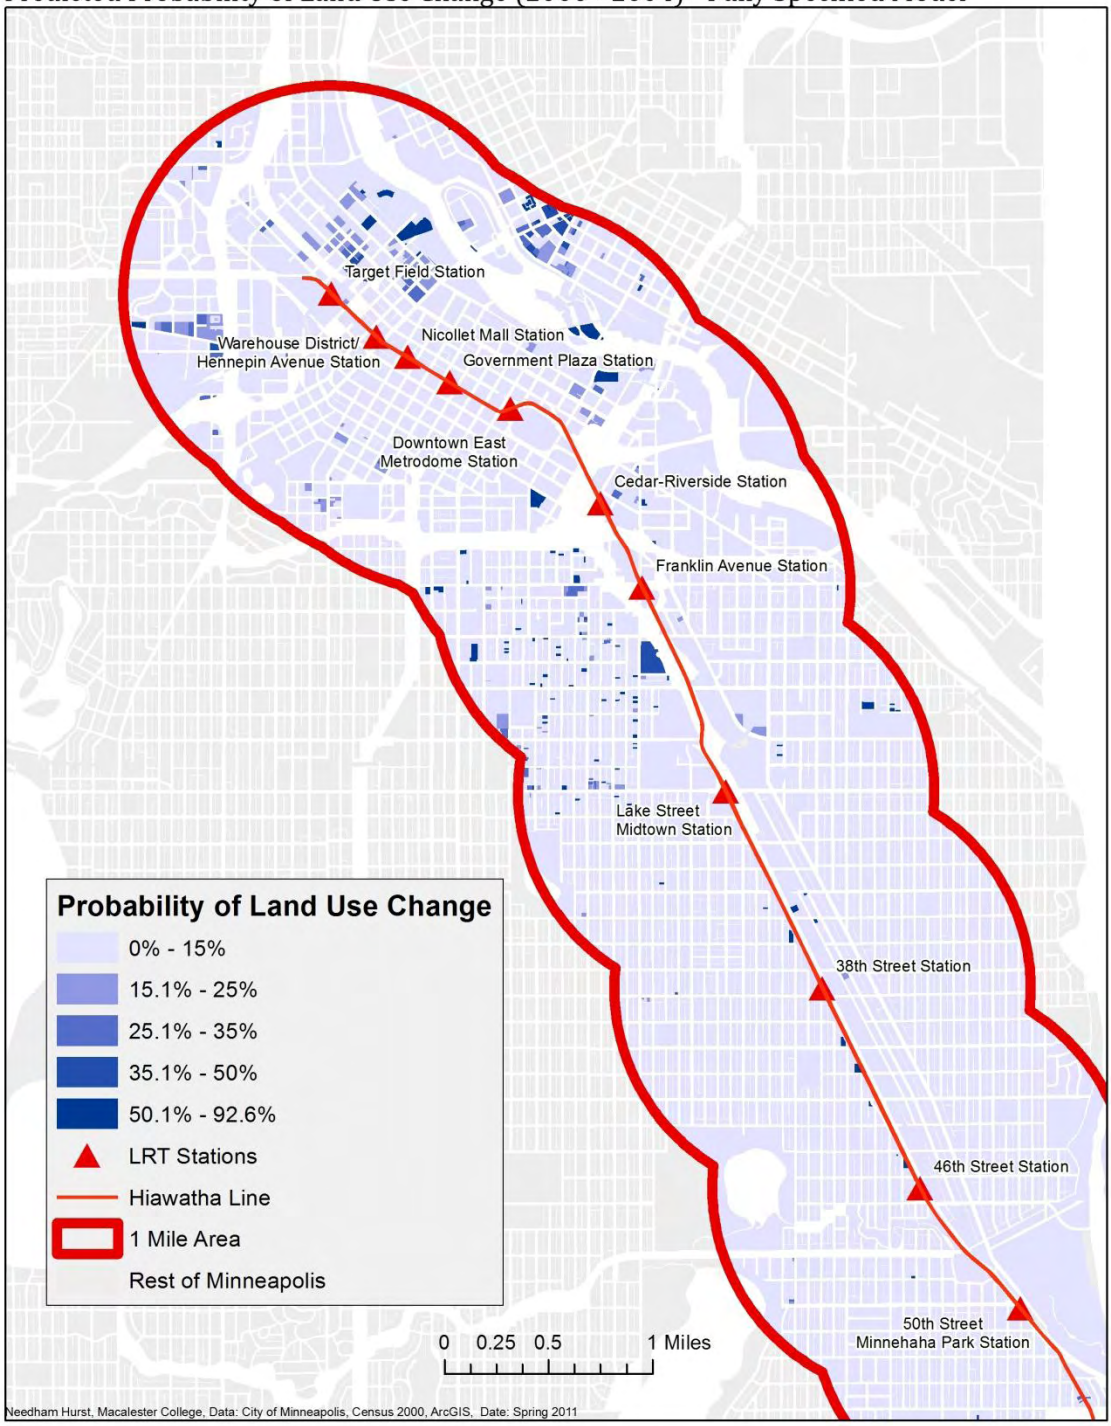 Target Field Station
Nicollet Mall Station
Warehouse District/
Hennepin Avenue Station
Government Plaza Station
Downtown East
Metrodome Station
Cedar-Riverside Station
Franklin Avenue Station
Lake Street
Midtown Station
38th Street Station
46th Street Station
50th Street
Minnehaha Park Station
Probability of Land Use Change
0% - 15%
15.1% - 25%
25.1% - 35%
35.1% - 50%
50.1% - 92.6%
LRT Stations
Hiawatha Line
1 Mile Area
Rest of Minneapolis
0 0.25 0.5 1 Miles
Needham Hurst, Macalester College, Data: City of Minneapolis, Census 2000, ArcGIS, Date: Spring 2011